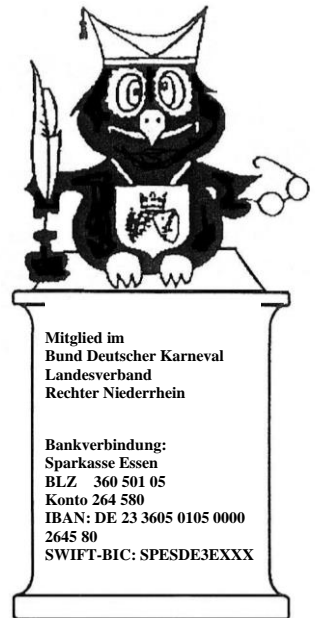 Mitglied im
Bund Deutscher Karneval
Landesverband
Rechter Niederrhein
Bankverbindung:
Sparkasse Essen
BLZ 360 501 05
Konto 264 580
IBAN: DE 23 3605 0105 0000
2645 80
SWIFT-BIC: SPESDE3EXXX